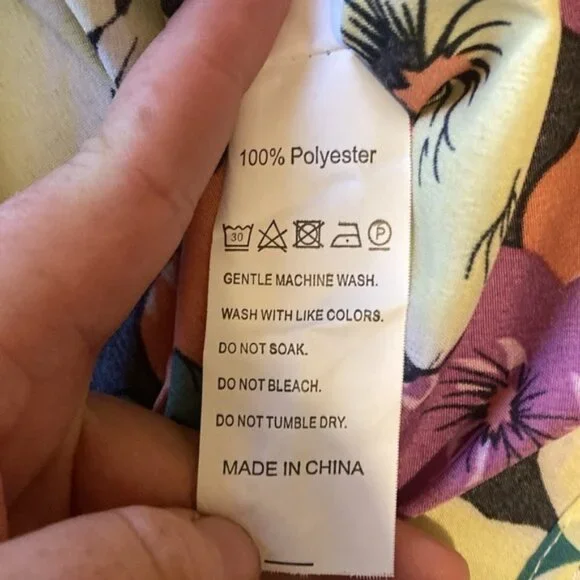 100% Polyester
30 P
GENTLE MACHINE WASH.
WASH WITH LIKE COLORS.
DO NOT SOAK.
DO NOT BLEACH.
DO NOT TUMBLE DRY.
MADE IN CHINA